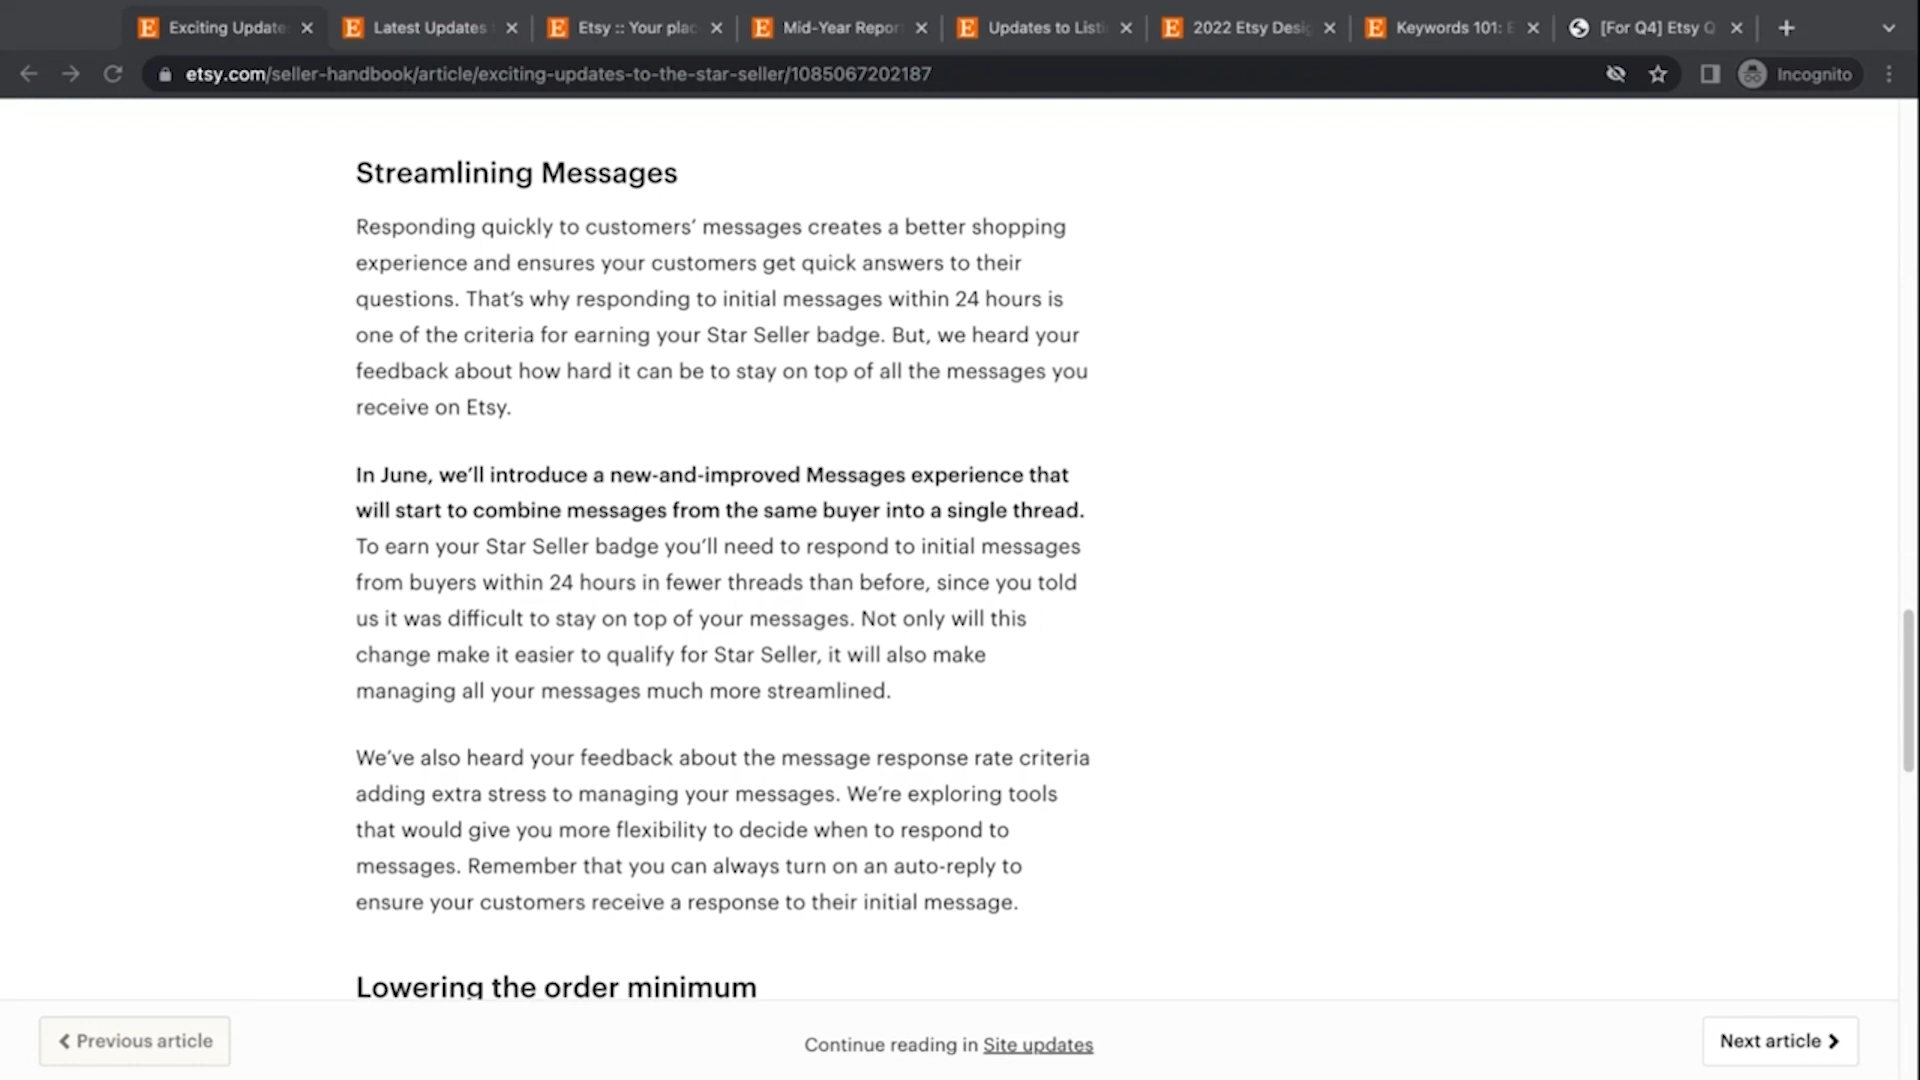 Exciting Update
Latest Updates
Etsy :: Your plac
Mid-Year Repor
Updates to Listi
2022 Etsy Desi
Keywords 101: E
[For Q4] Etsy Q
etsy.com/seller-handbook/article/exciting-updates-to-the-star-seller/1085067202187
Incognito
Streamlining Messages
Responding quickly to customers’ messages creates a better shopping
experience and ensures your customers get quick answers to their
questions. That’s why responding to initial messages within 24 hours is
one of the criteria for earning your Star Seller badge. But, we heard your
feedback about how hard it can be to stay on top of all the messages you
receive on Etsy.
In June, we’ll introduce a new-and-improved Messages experience that
will start to combine messages from the same buyer into a single thread.
To earn your Star Seller badge you’ll need to respond to initial messages
from buyers within 24 hours in fewer threads than before, since you told
us it was difficult to stay on top of your messages. Not only will this
change make it easier to qualify for Star Seller, it will also make
managing all your messages much more streamlined.
We’ve also heard your feedback about the message response rate criteria
adding extra stress to managing your messages. We’re exploring tools
that would give you more flexibility to decide when to respond to
messages. Remember that you can always turn on an auto-reply to
ensure your customers receive a response to their initial message.
Lowering the order minimum
Previous article
Continue reading in Site updates
Next article